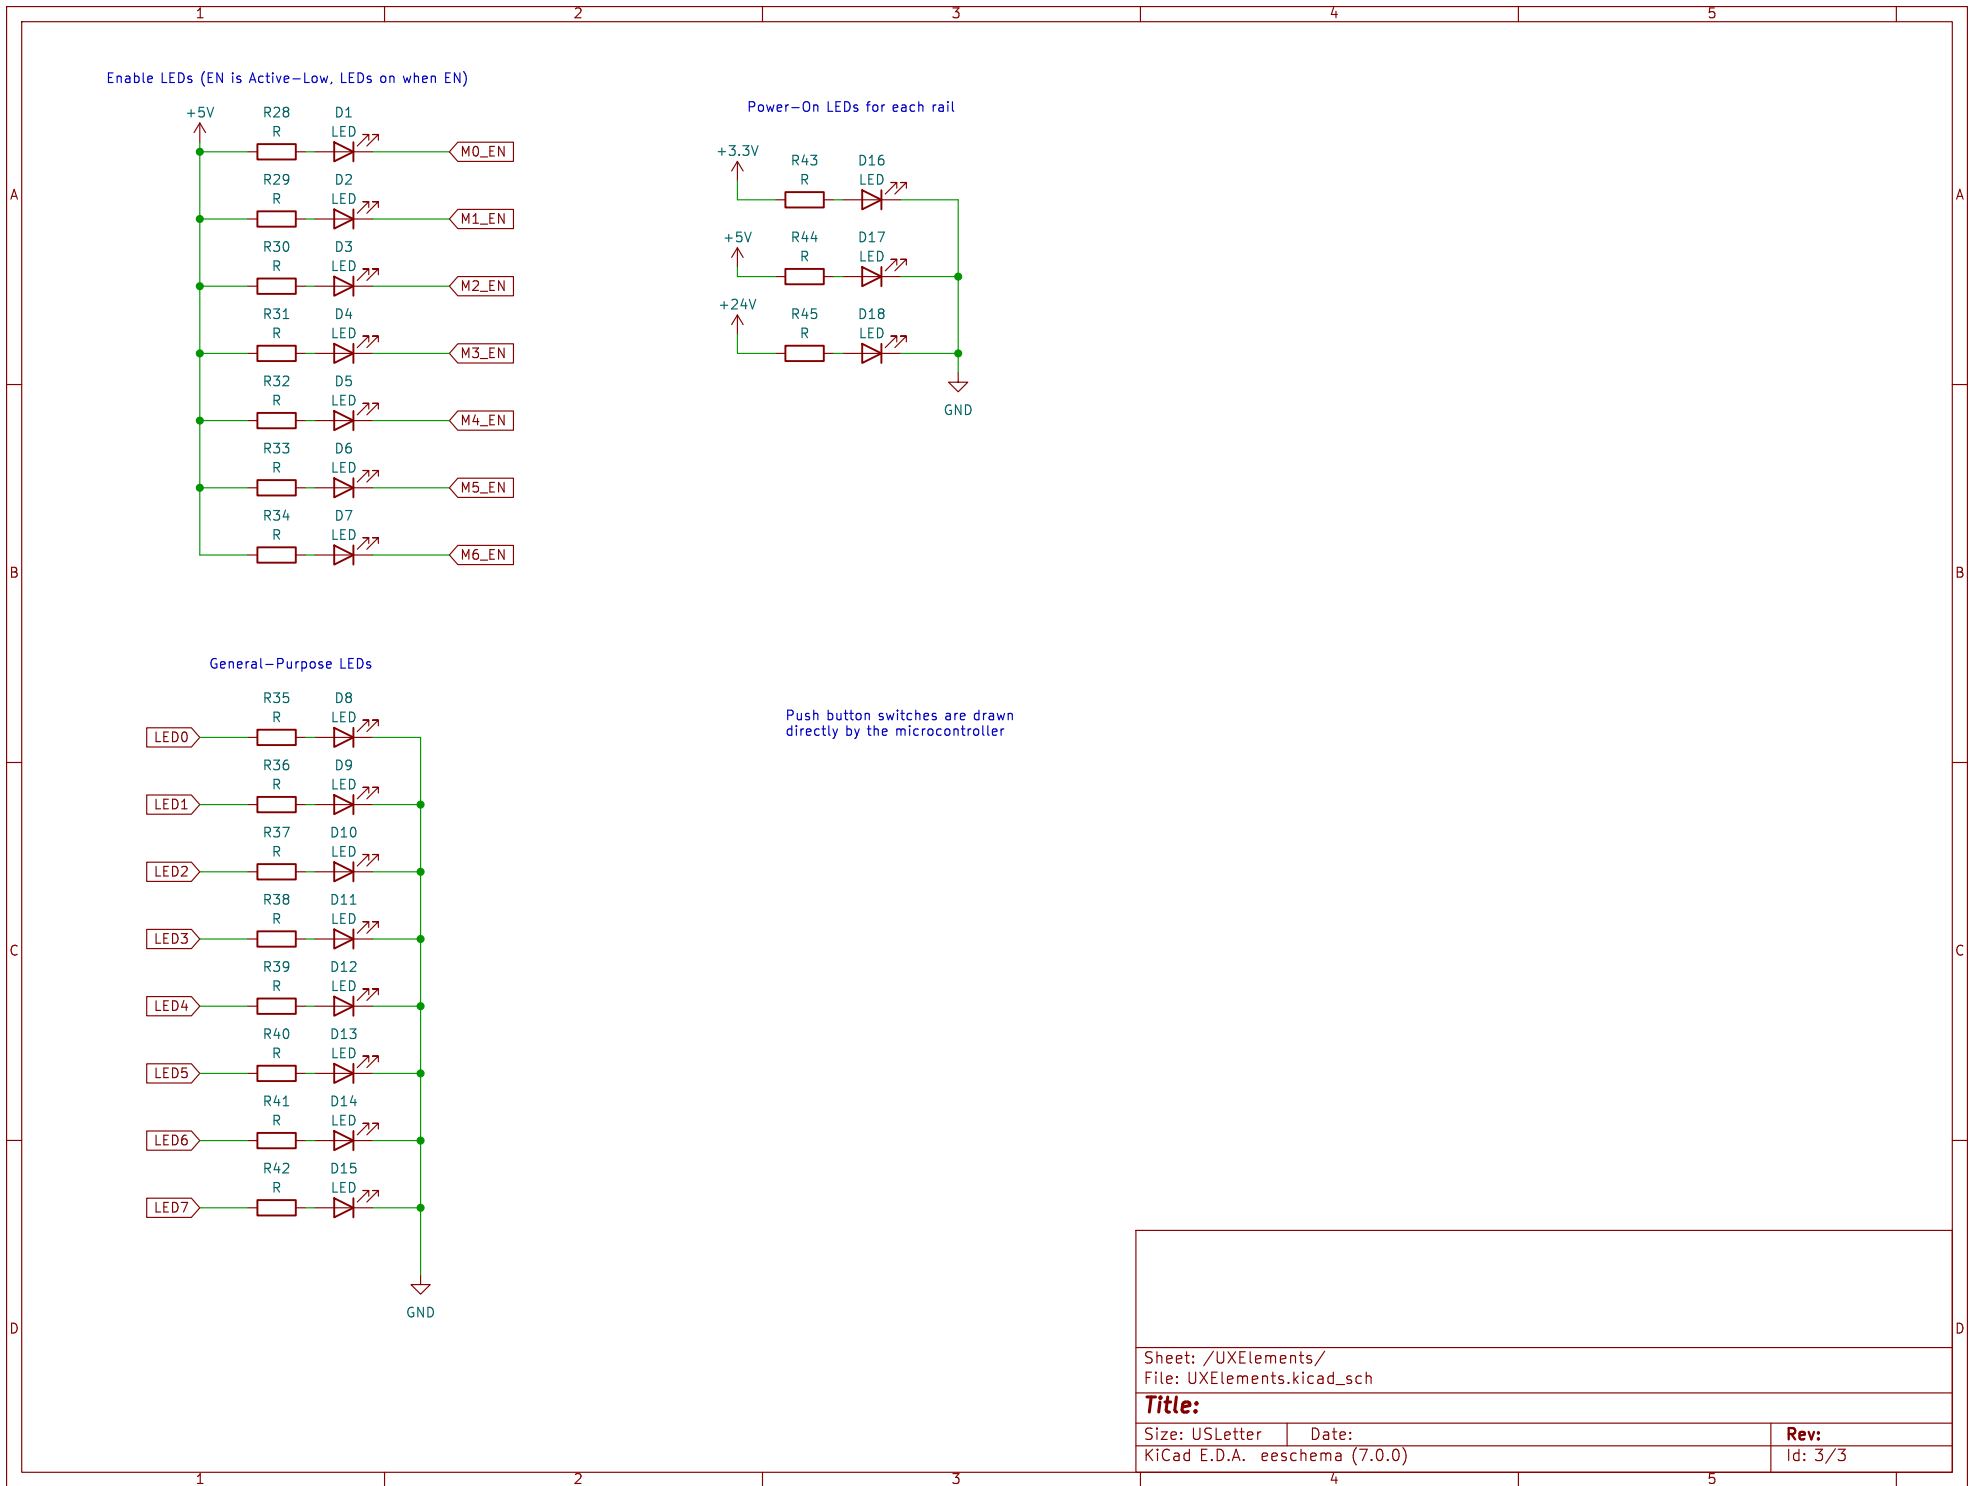 1 2 3 4 5
Enable LEDs (EN is Active-Low, LEDs on when EN)
+5V
R28
R
D1
LED
M0_EN
R29
R
D2
LED
M1_EN
R30
R
D3
LED
M2_EN
R31
R
D4
LED
M3_EN
R32
R
D5
LED
M4_EN
R33
R
D6
LED
M5_EN
R34
R
D7
LED
M6_EN
Power-On LEDs for each rail
+3.3V
R43
R
D16
LED
+5V
R44
R
D17
LED
+24V
R45
R
D18
LED
GND
General-Purpose LEDs
LED0
R35
R
D8
LED
LED1
R36
R
D9
LED
LED2
R37
R
D10
LED
LED3
R38
R
D11
LED
LED4
R39
R
D12
LED
LED5
R40
R
D13
LED
LED6
R41
R
D14
LED
LED7
R42
R
D15
LED
GND
Push button switches are drawn
directly by the microcontroller
A
B
C
D
A
B
C
D
Sheet: /UXElements/
File: UXElements.kicad_sch
Title:
Size: USLetter Date: Rev:
KiCad E.D.A. eeschema (7.0.0) Id: 3/3
1 2 3 4 5